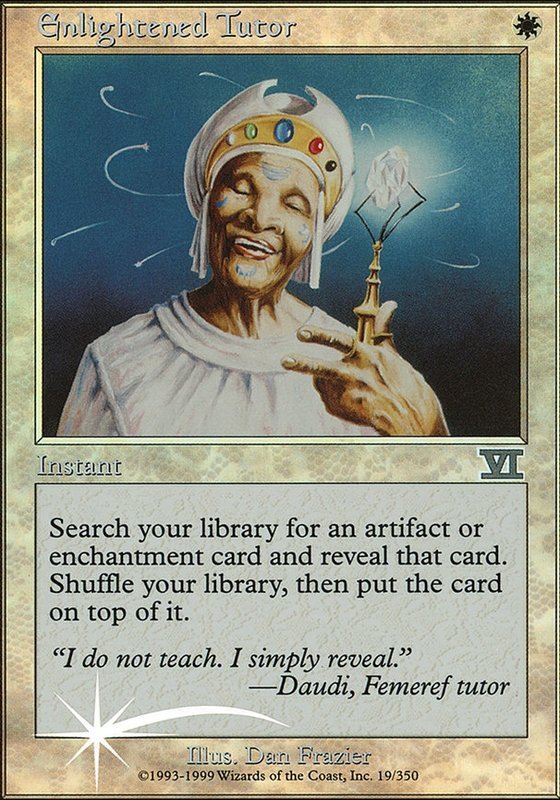 Enlightened Tutor
Instant
VI
Search your library for an artifact or
enchantment card and reveal that card.
Shuffle your library, then put the card
on top of it.
“I do not teach. I simply reveal.”
—Daudi, Femeref tutor
Illus. Dan Frazier
©1993-1999 Wizards of the Coast, Inc. 19/350